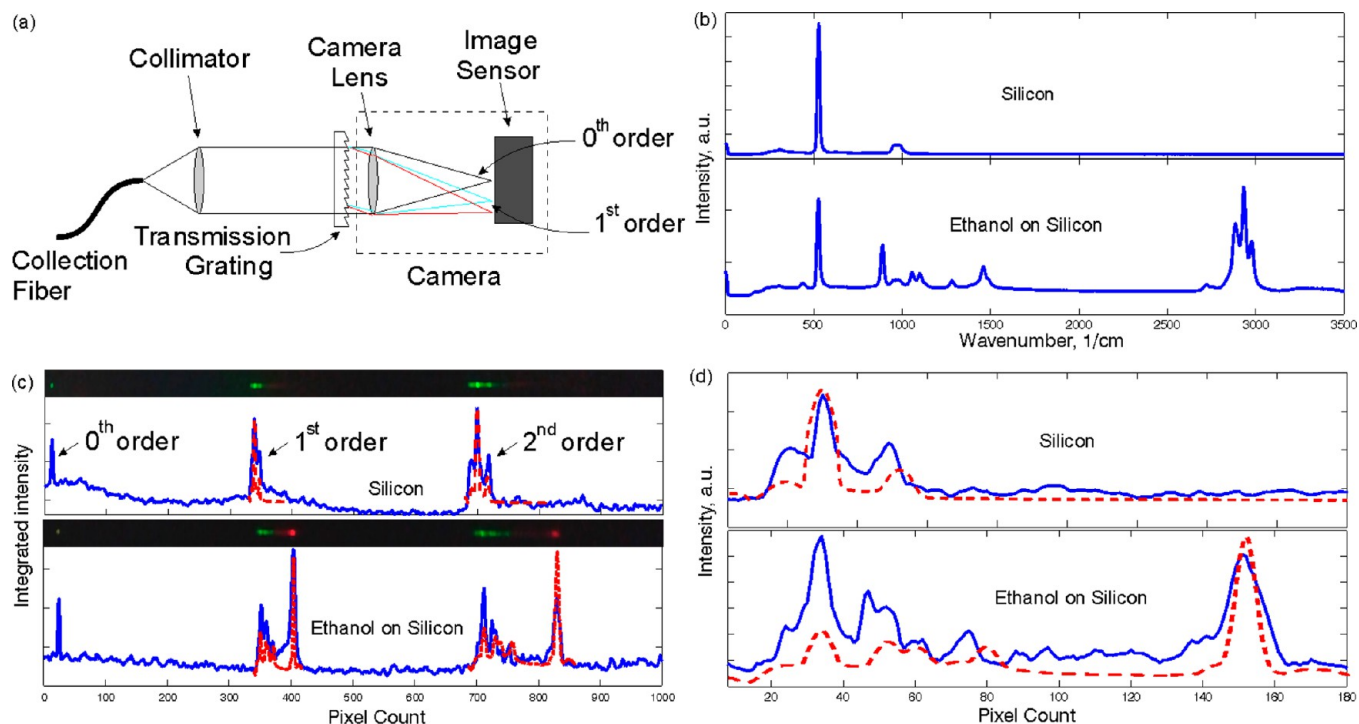 (a)
Collimator
Camera
Lens
Image
Sensor
0th order
1st order
Transmission
Grating
Camera
Collection
Fiber
(b)
Intensity, a.u.
Silicon
Ethanol on Silicon
0 500 1000 1500 2000 2500 3000 3500
Wavenumber, 1/cm
(c)
Integrated intensity
0th order
1st order
2nd order
Silicon
Ethanol on Silicon
0 100 200 300 400 500 600 700 800 900 1000
Pixel Count
(d)
Intensity, a.u.
Silicon
Ethanol on Silicon
20 40 60 80 100 120 140 160 180
Pixel Count